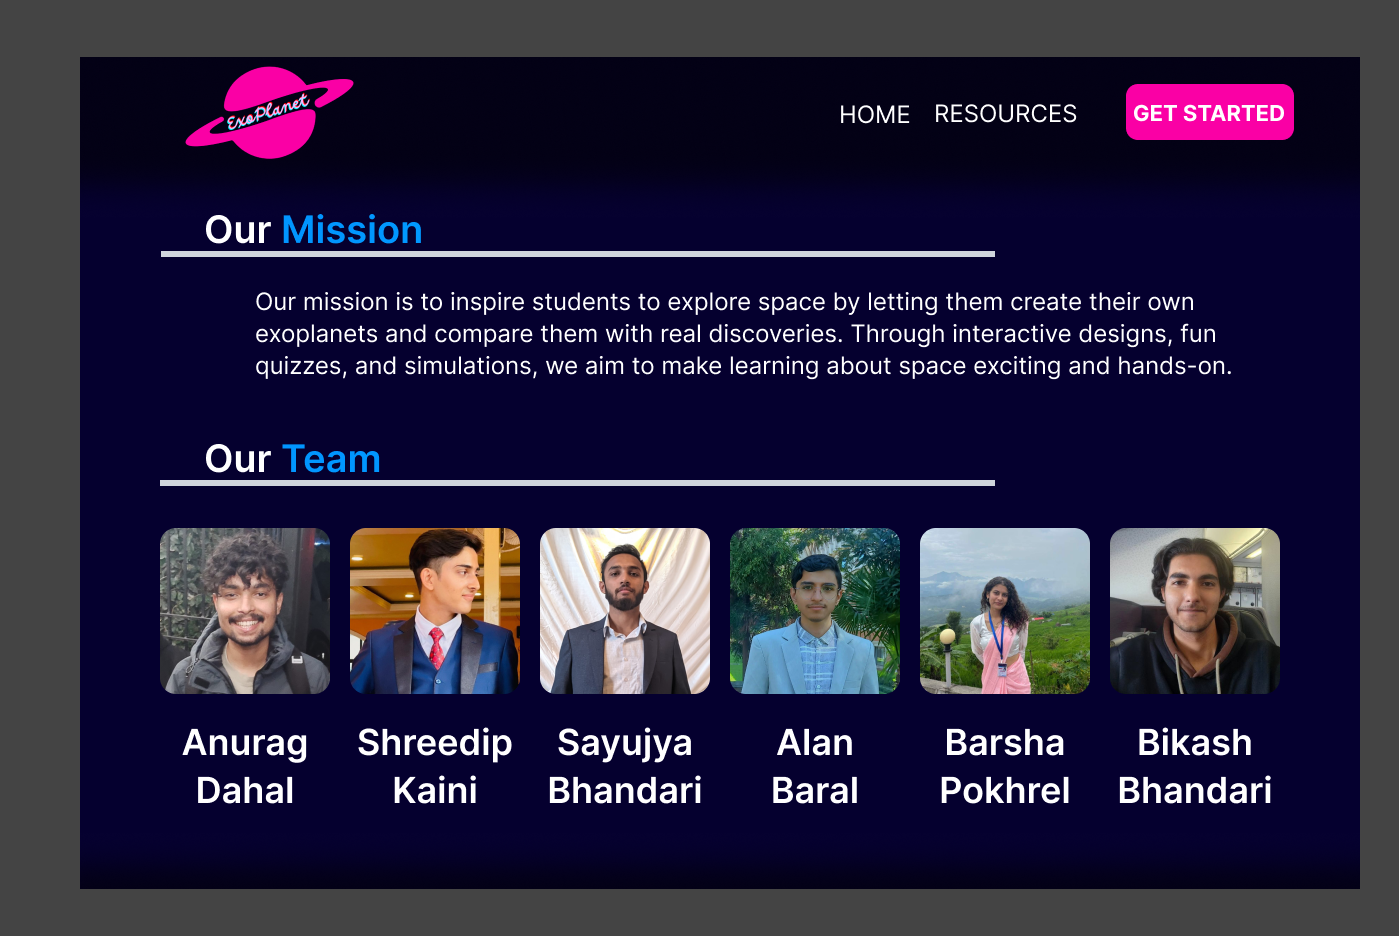 ExoPlanet
HOME
RESOURCES
GET STARTED
Our Mission
Our mission is to inspire students to explore space by letting them create their own
exoplanets and compare them with real discoveries. Through interactive designs, fun
quizzes, and simulations, we aim to make learning about space exciting and hands-on.
Our Team
Anurag
Dahal
Shreedip
Kaini
Sayujya
Bhandari
Alan
Baral
Barsha
Pokhrel
Bikash
Bhandari